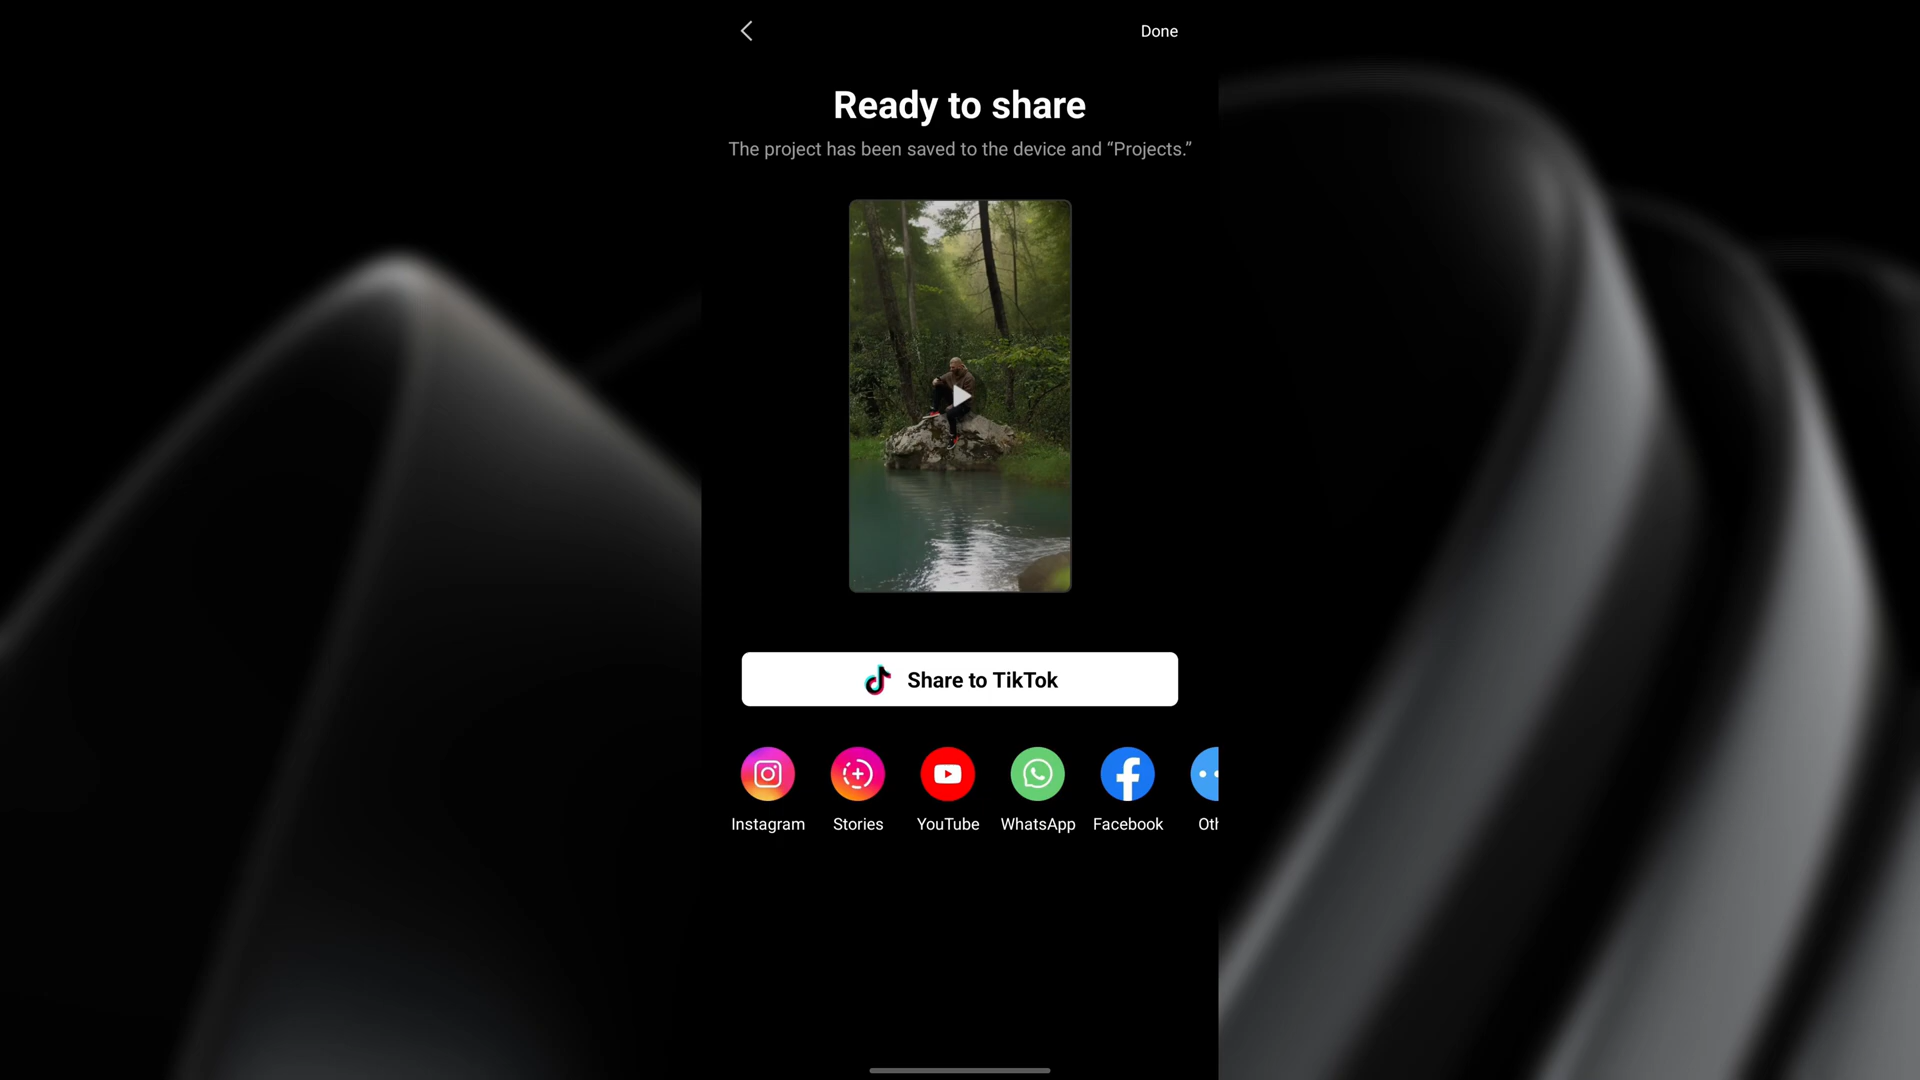 Done
Ready to share
The project has been saved to the device and “Projects.”
Share to TikTok
Instagram Stories YouTube WhatsApp Facebook